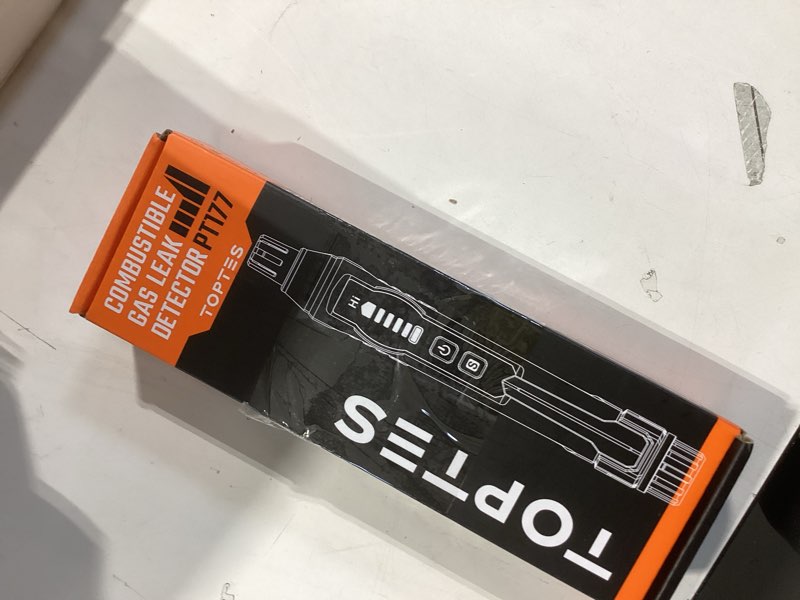 COMBUSTIBLE
GAS LEAK
DETECTOR PT177
TOPTES
HI
S
TOPTES